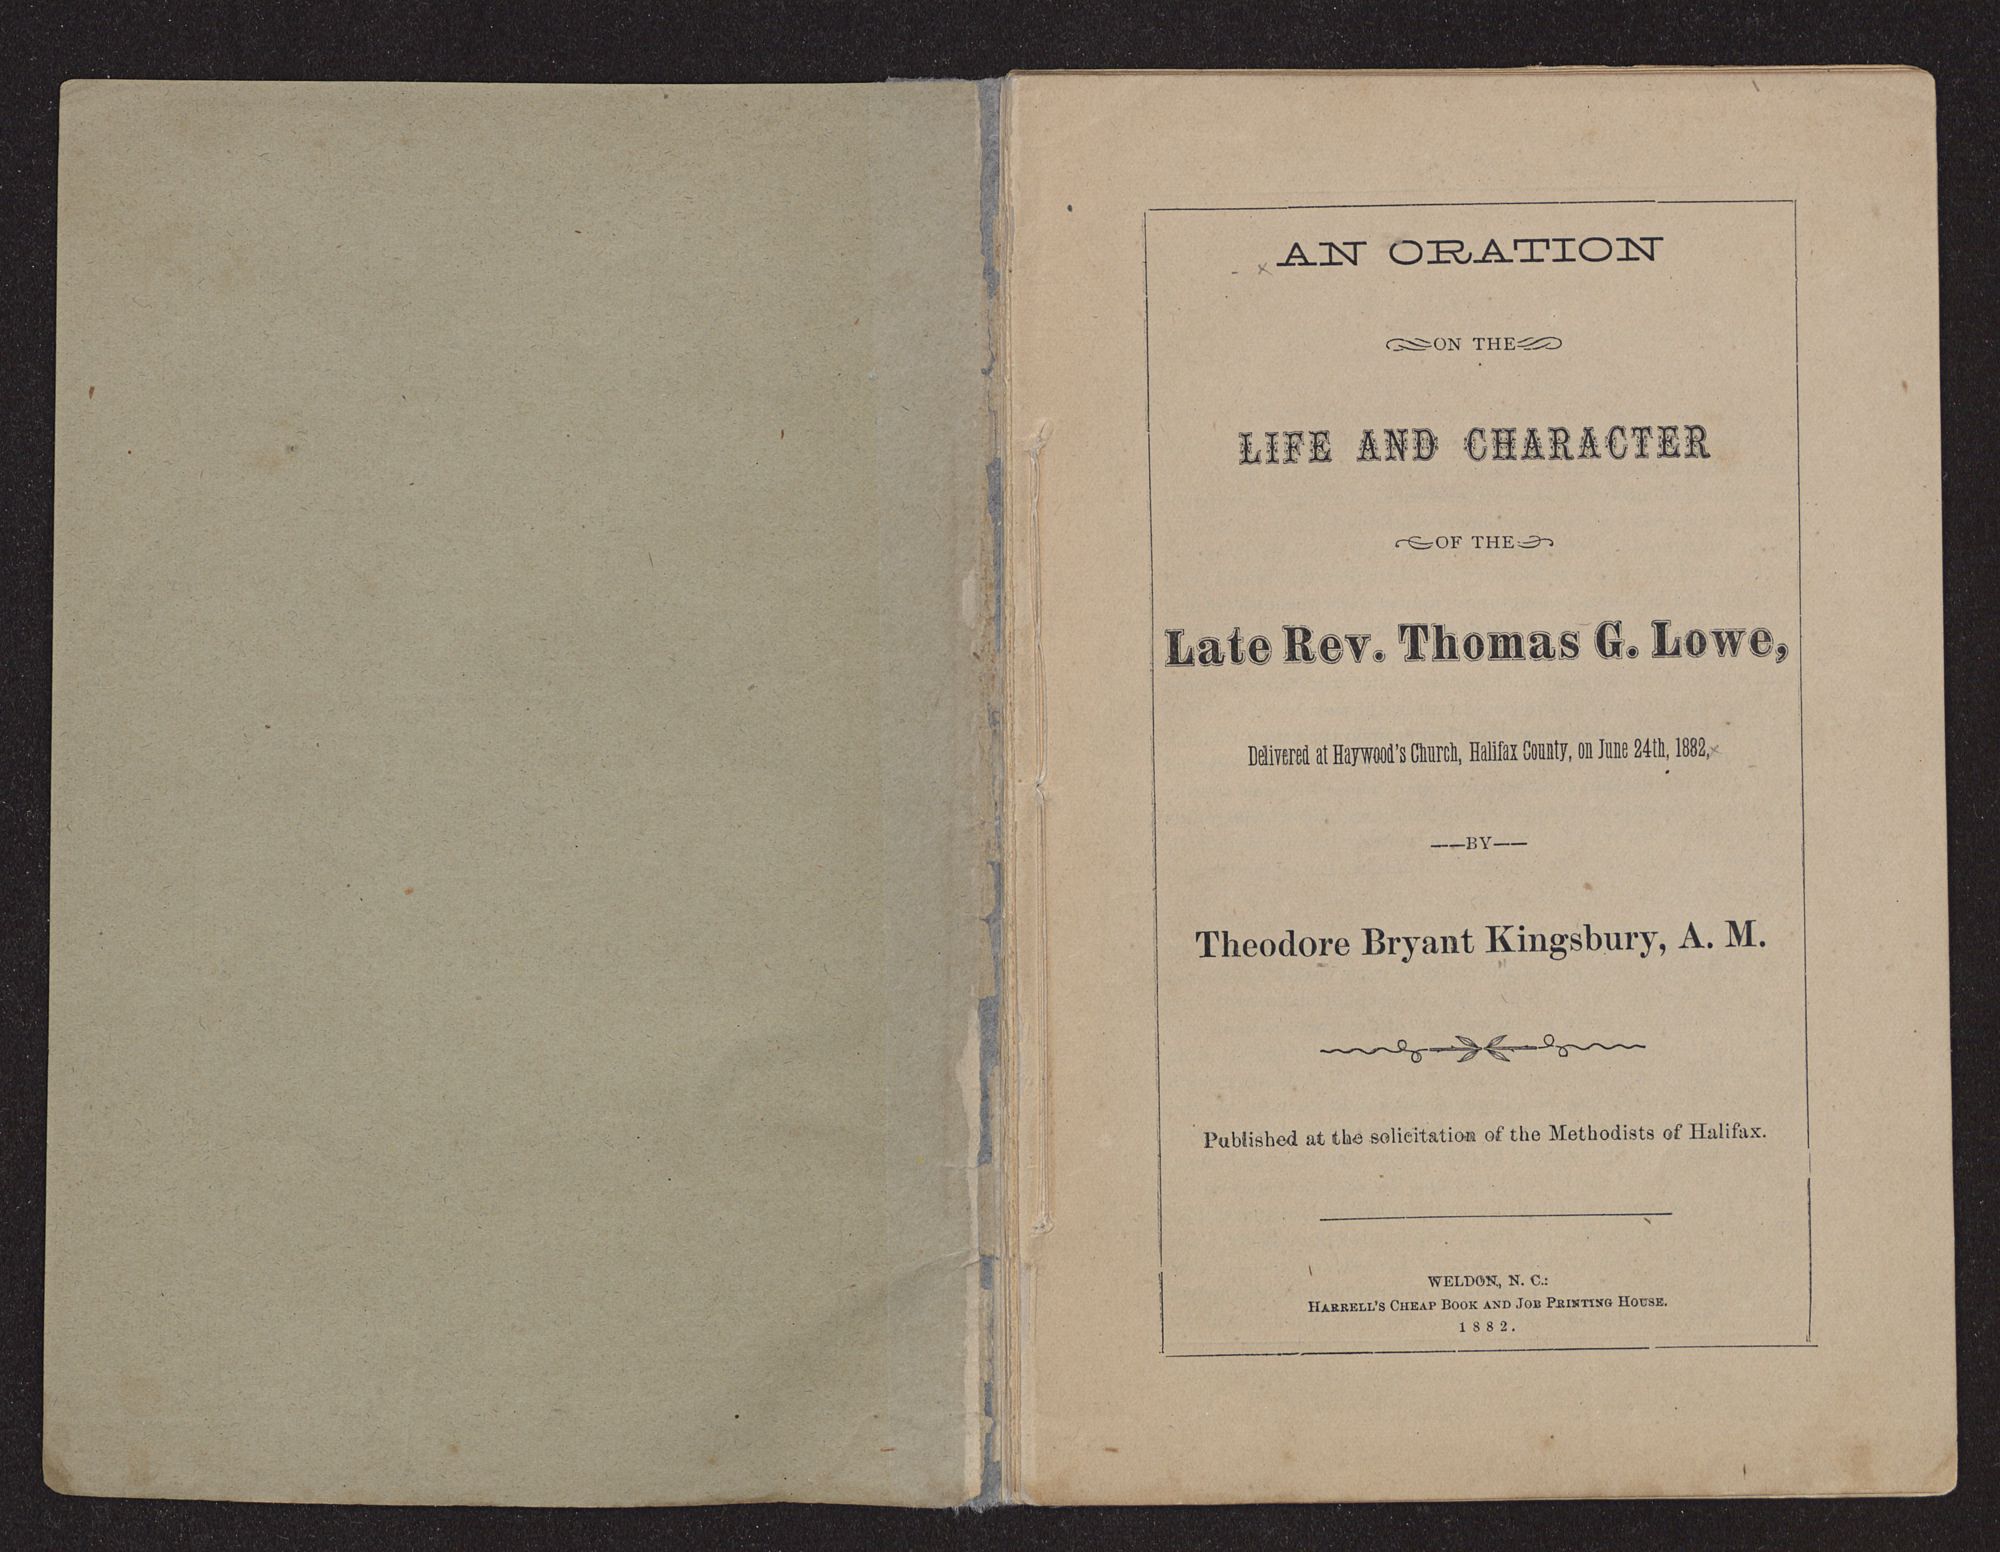 AN ORATION
ON THE
LIFE AND CHARACTER
OF THE
Late Rev. Thomas G. Lowe,
Delivered at Haywood's Church, Halifax County, on June 24th, 1882,
——BY——
Theodore Bryant Kingsbury, A. M.
Published at the solicitation of the Methodists of Halifax.
WELDON, N. C.:
HARRELL'S CHEAP BOOK AND JOB PRINTING HOUSE.
1882.